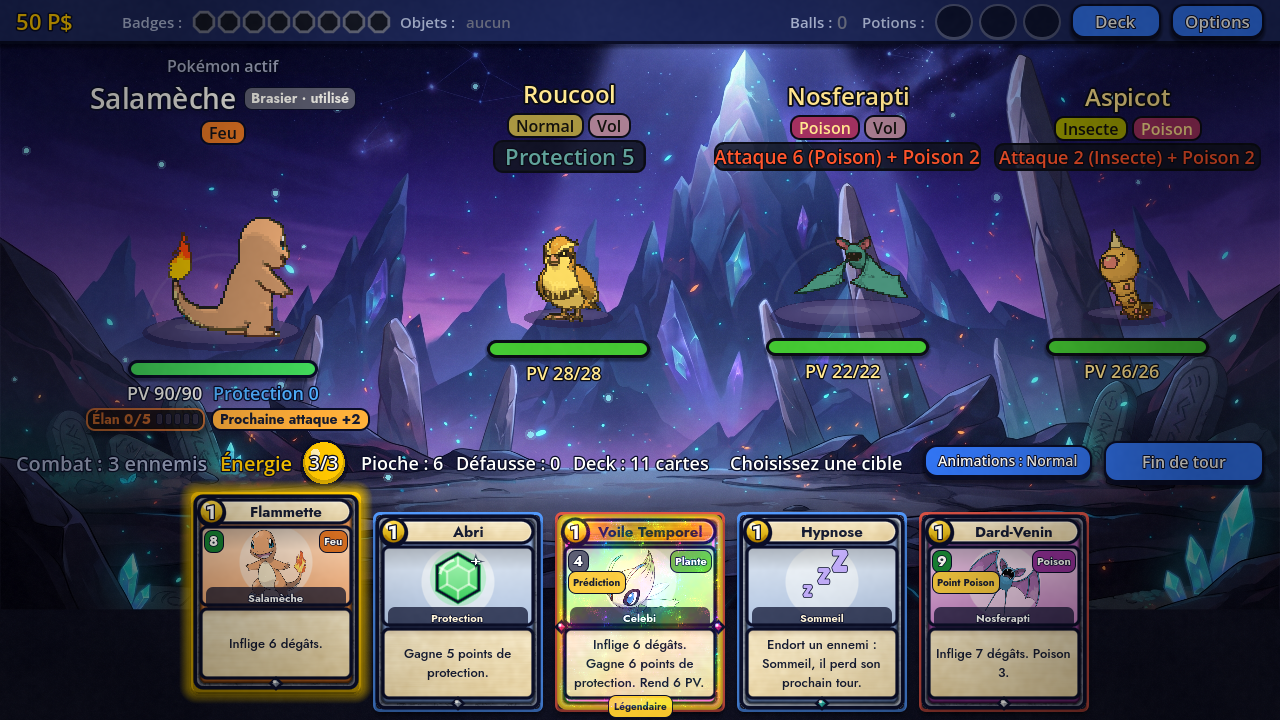 50 P$
Badges :
Objets : aucun
Balls : 0
Potions :
Deck
Options
Pokémon actif
Salamèche
Brasier · utilisé
Feu
Roucool
Normal
Vol
Protection 5
Nosferapti
Poison
Vol
Attaque 6 (Poison) + Poison 2
Aspicot
Insecte
Poison
Attaque 2 (Insecte) + Poison 2
PV 90/90 Protection 0
Élan 0/5
Prochaine attaque +2
PV 28/28
PV 22/22
PV 26/26
Combat : 3 ennemis
Énergie 3/3
Pioche : 6
Défausse : 0
Deck : 11 cartes
Choisissez une cible
Animations : Normal
Fin de tour
1 Flammette
8
Feu
Salamèche
Inflige 6 dégâts.
1 Abri
Protection
Gagne 5 points de
protection.
1 Voile Temporel
4
Plante
Prédiction
Celebi
Inflige 6 dégâts.
Gagne 6 points de
protection. Rend 6 PV.
Légendaire
1 Hypnose
z z z
Sommeil
Endort un ennemi :
Sommeil, il perd son
prochain tour.
1 Dard-Venin
9
Poison
Point Poison
Nosferapti
Inflige 7 dégâts. Poison
3.